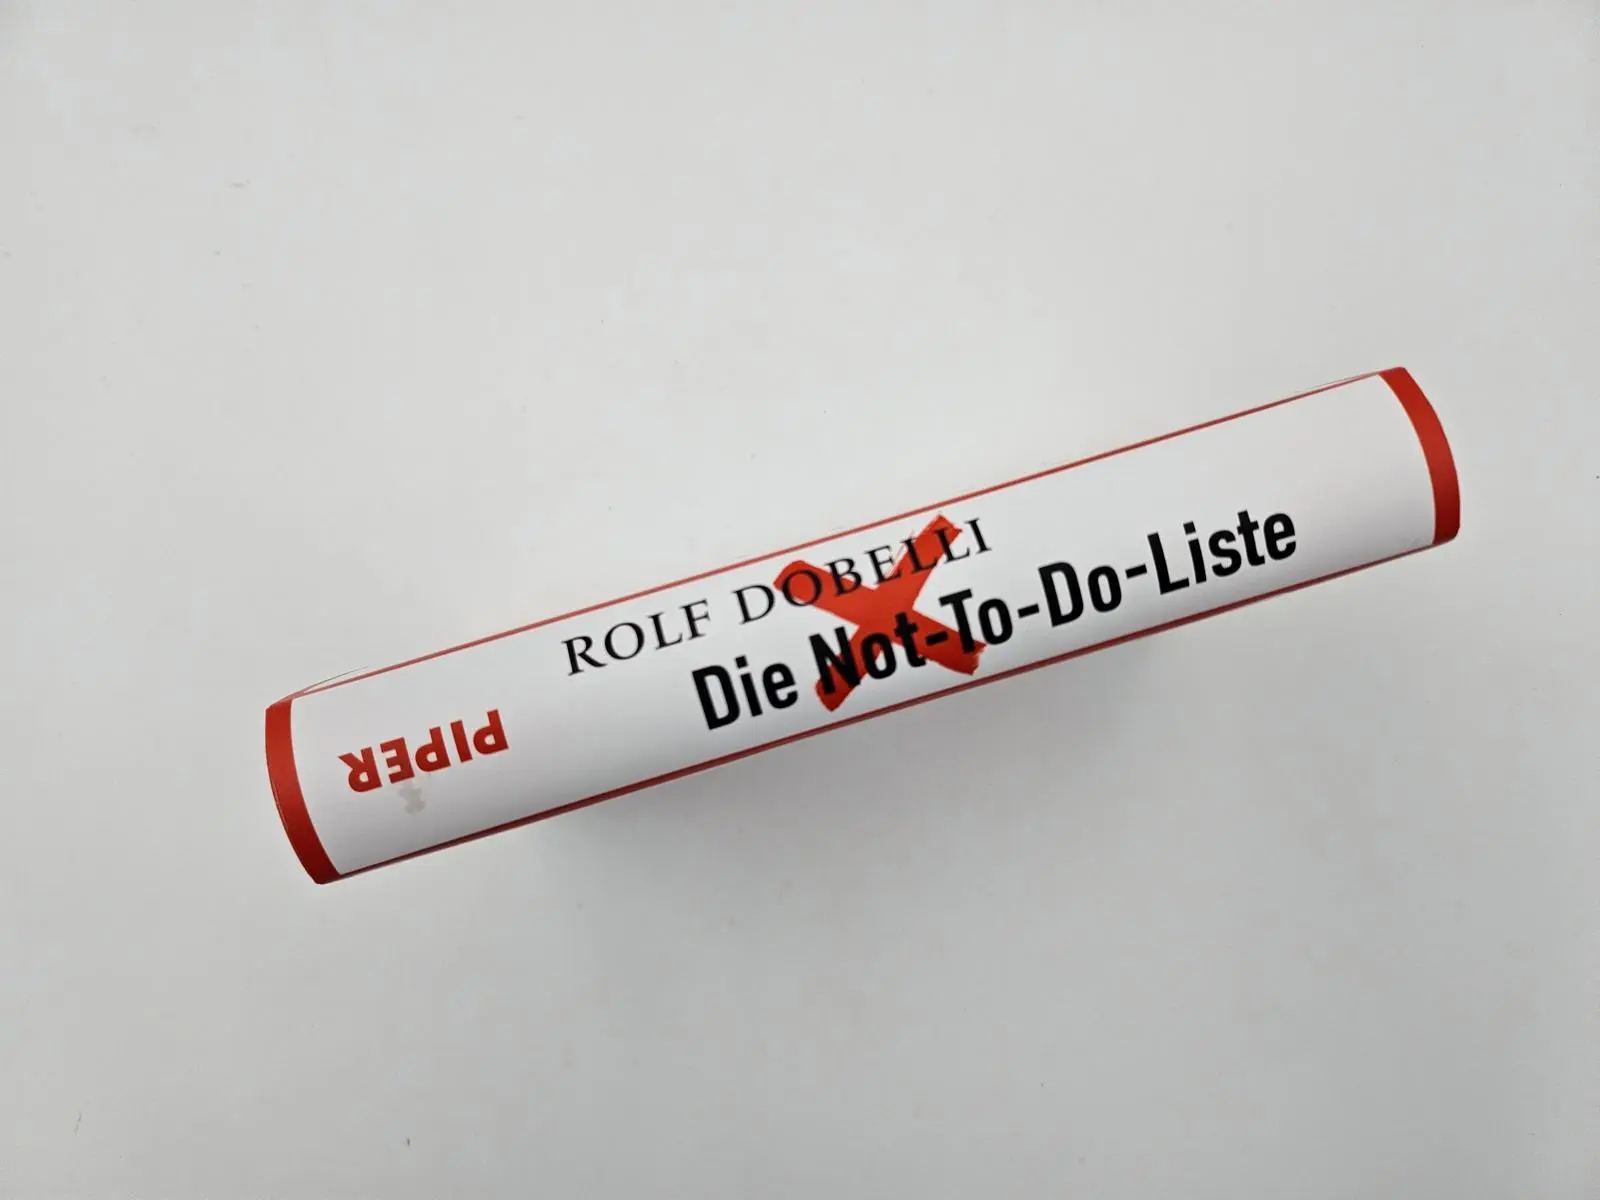 ROLF DOBELLI
Die Not-To-Do-Liste
PIPER